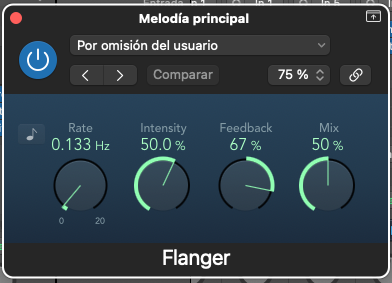 Melodía principal
Por omisión del usuario
Comparar
75 %
Rate
Intensity
Feedback
Mix
0.133 Hz
50.0 %
67 %
50 %
0
20
Flanger